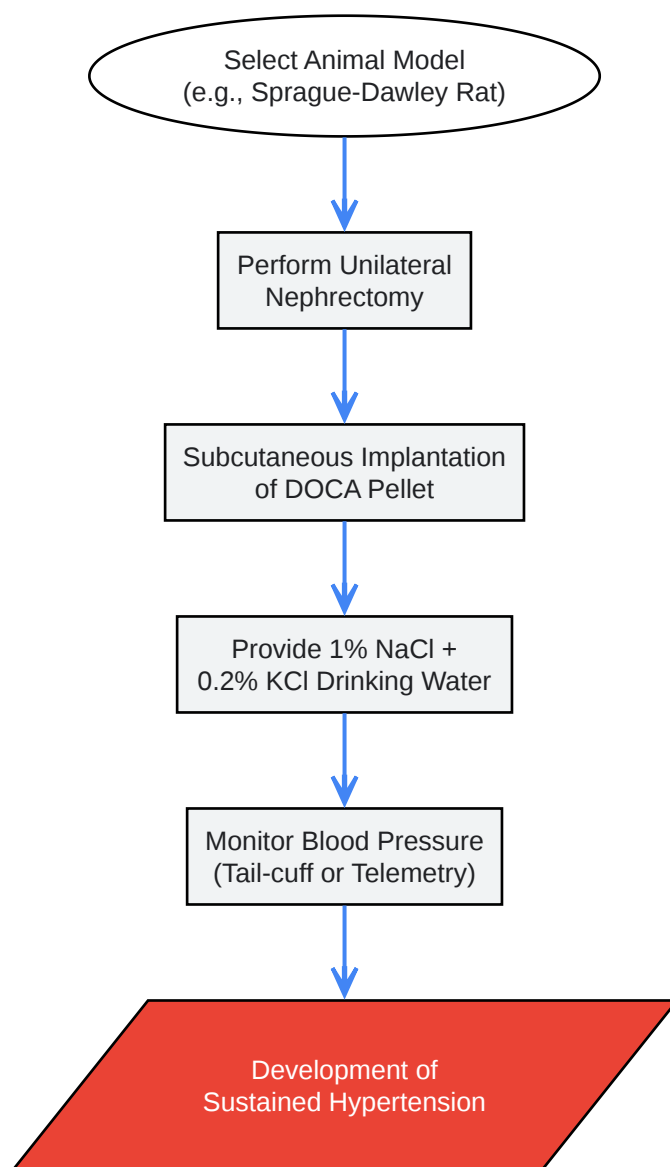 Select Animal Model
(e.g., Sprague-Dawley Rat)
Perform Unilateral
Nephrectomy
Subcutaneous Implantation
of DOCA Pellet
Provide 1% NaCl +
0.2% KCl Drinking Water
Monitor Blood Pressure
(Tail-cuff or Telemetry)
Development of
Sustained Hypertension